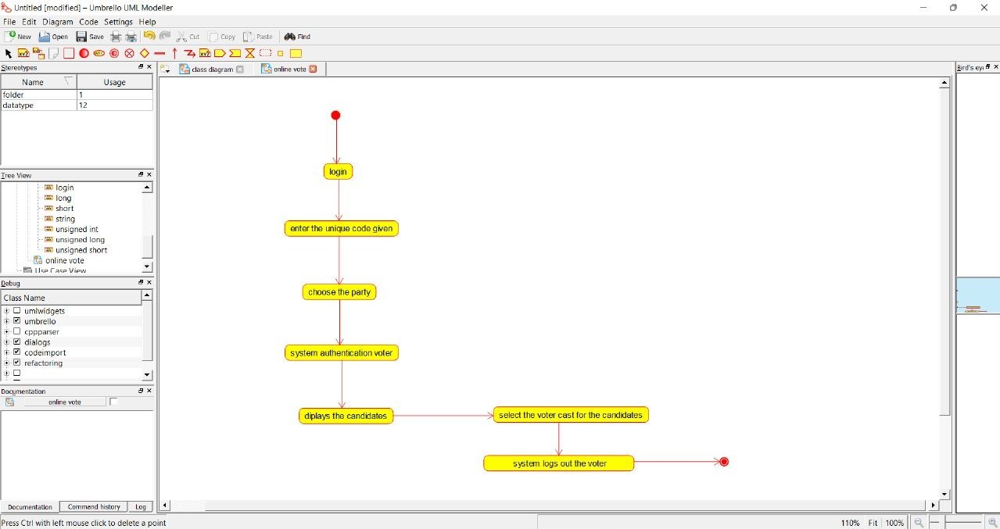 Untitled [modified] – Umbrello UML Modeller
File Edit Diagram Code Settings Help
New Open Save Cut Copy Paste Find
Stereotypes
Name Usage
folder 1
datatype 12
Tree View
login
long
short
string
unsigned int
unsigned long
unsigned short
online vote
Use Case View
Debug
Class Name
umlwidgets
umbrello
cppparser
dialogs
codeimport
refactoring
Documentation
online vote
Documentation Command history Log
class diagram online vote
login
enter the unique code given
choose the party
system authentication voter
diplays the candidates
select the voter cast for the candidates
system logs out the voter
Bird's eye
Press Ctrl with left mouse click to delete a point
110% Fit 100%